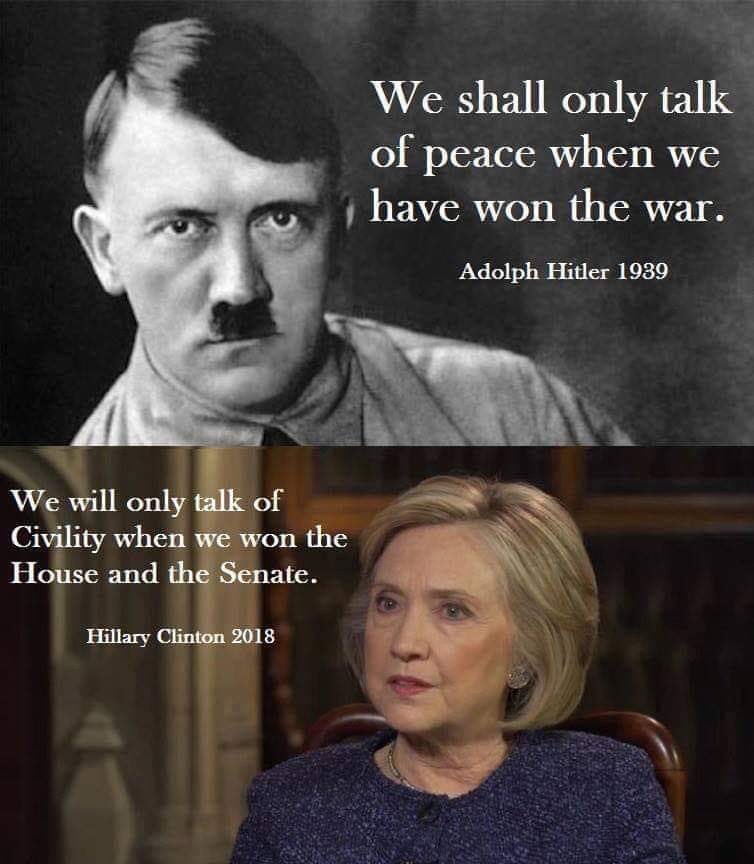 We shall only talk
of peace when we
have won the war.
Adolph Hitler 1939
We will only talk of
Civility when we won the
House and the Senate.
Hillary Clinton 2018